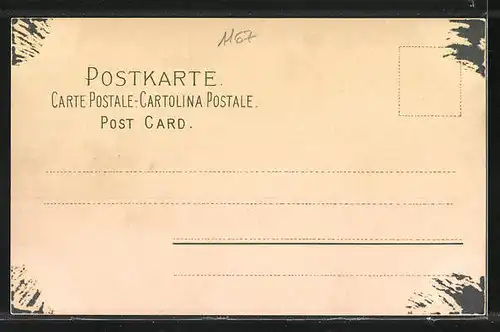 1167
POSTKARTE.
CARTE POSTALE-CARTOLINA POSTALE.
POST CARD.